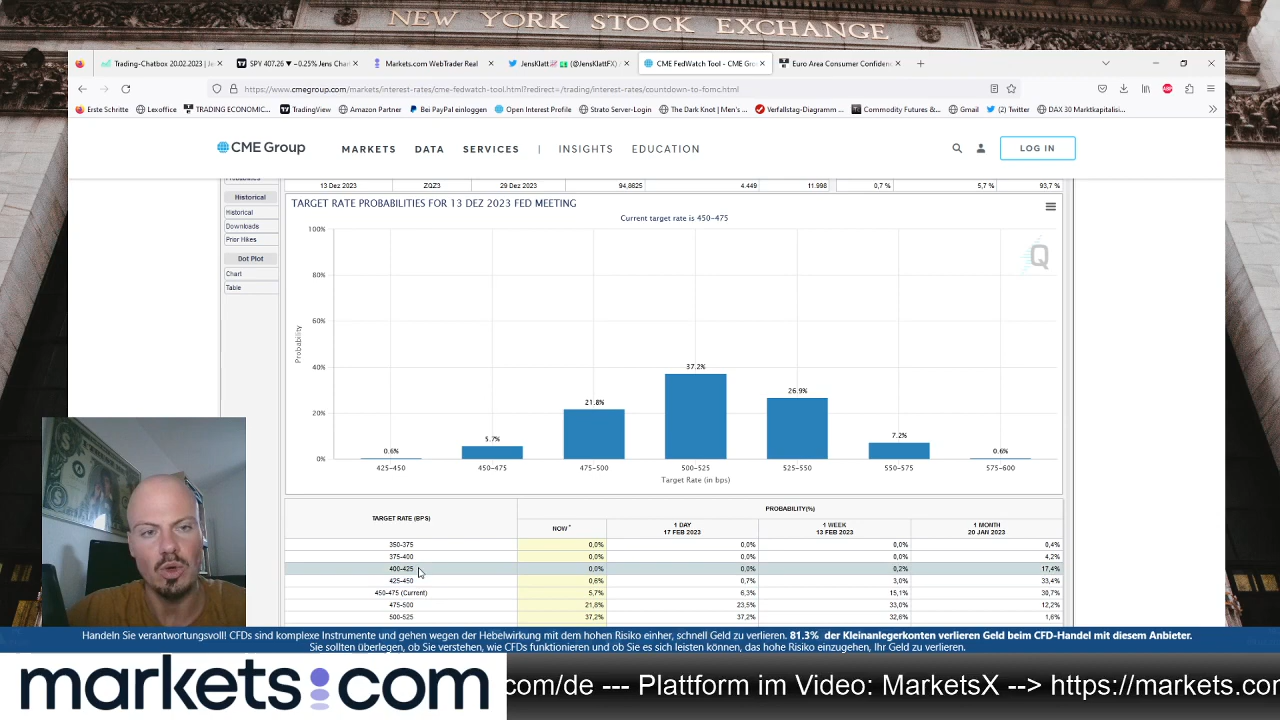 NEW YORK STOCK EXCHANGE
Trading-Chatbox 20.02.2023 | Je
SPY 407.26 ▼ −0.25% Jens Cha
Markets.com WebTrader Real
JensKlatt (@JensKlattFX) /
CME FedWatch Tool - CME Gro
Euro Area Consumer Confiden
https://www.cmegroup.com/markets/interest-rates/cme-fedwatch-tool.html?redirect=/trading/interest-rates/countdown-to-fomc.html
Erste Schritte
Lexoffice
TRADING ECONOMIC...
TradingView
Amazon Partner
Bei PayPal einloggen
Open Interest Profile
Strato Server-Login
The Dark Knot | Men's ...
Verfallstag-Diagramm ...
Commodity Futures &...
Gmail
(2) Twitter
DAX 30 Marktkapitalisi...
CME Group
MARKETS DATA SERVICES | INSIGHTS EDUCATION
LOG IN
13 Dez 2023 ZQZ3 29 Dez 2023 94,8825 4.449 11.998 0,7 % 5,7 % 93,7 %
Historical
Historical
Downloads
Prior Hikes
Dot Plot
Chart
Table
TARGET RATE PROBABILITIES FOR 13 DEZ 2023 FED MEETING
Current target rate is 450–475
Q
Probability
100%
80%
60%
40%
20%
0%
0.6%
5.7%
21.8%
37.2%
26.9%
7.2%
0.6%
425–450 450–475 475–500 500–525 525–550 550–575 575–600
Target Rate (in bps)
TARGET RATE (BPS) PROBABILITY(%)
NOW * 1 DAY 17 FEB 2023 1 WEEK 13 FEB 2023 1 MONTH 20 JAN 2023
350-375 0,0% 0,0% 0,0% 0,4%
375-400 0,0% 0,0% 0,0% 4,2%
400-425 0,0% 0,0% 0,2% 17,4%
425-450 0,6% 0,7% 3,0% 33,4%
450-475 (Current) 5,7% 6,3% 15,1% 30,7%
475-500 21,8% 23,5% 33,0% 12,2%
500-525 37,2% 37,2% 32,6% 1,6%
Handeln Sie verantwortungsvoll! CFDs sind komplexe Instrumente und gehen wegen der Hebelwirkung mit dem hohen Risiko einher, schnell Geld zu verlieren. 81.3% der Kleinanlegerkonten verlieren Geld beim CFD-Handel mit diesem Anbieter.
Sie sollten überlegen, ob Sie verstehen, wie CFDs funktionieren und ob Sie es sich leisten können, das hohe Risiko einzugehen, Ihr Geld zu verlieren.
markets.com
com/de --- Plattform im Video: MarketsX --> https://markets.con